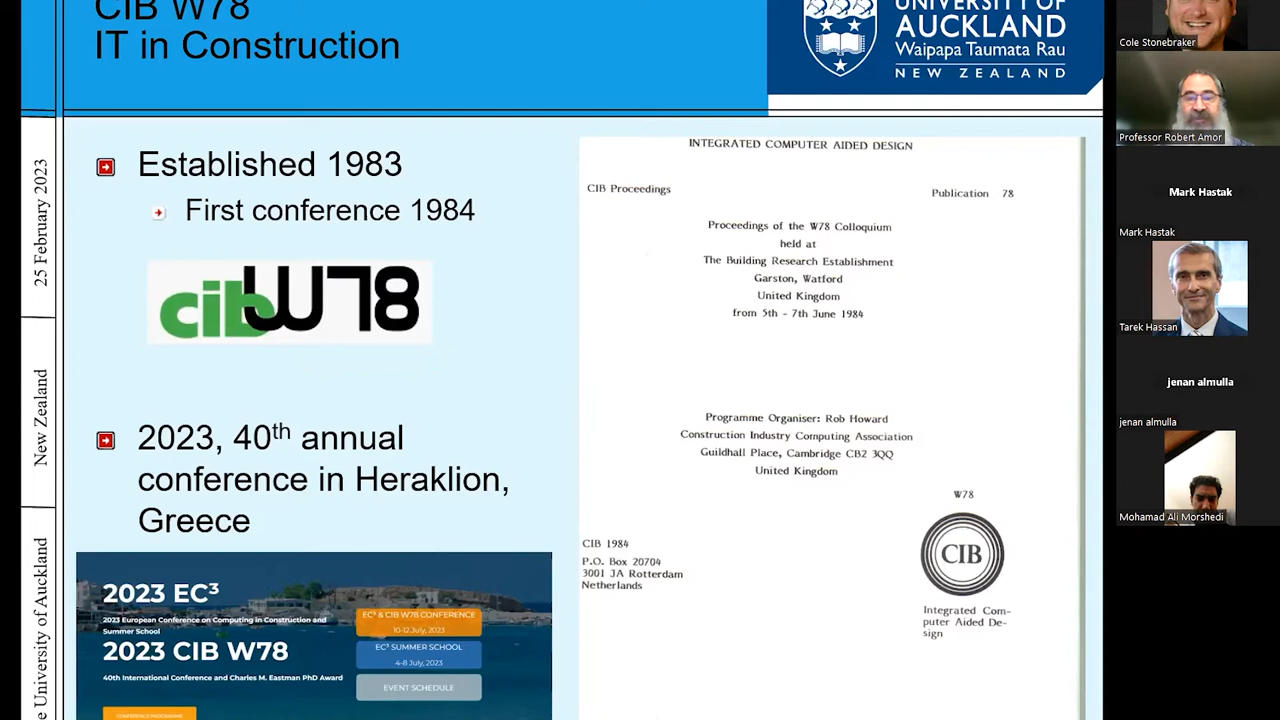 CIB W78
IT in Construction
UNIVERSITY OF
AUCKLAND
Waipapa Taumata Rau
NEW ZEALAND
25 February 2023
New Zealand
University of Auckland
Established 1983
First conference 1984
cibW78
2023, 40th annual
conference in Heraklion,
Greece
2023 EC³
2023 European Conference on Computing in Construction and
Summer School
2023 CIB W78
40th International Conference and Charles M. Eastman PhD Award
CONFERENCE PROGRAMME
EC³ & CIB W78 CONFERENCE
10-12 July, 2023
EC³ SUMMER SCHOOL
4-8 July, 2023
EVENT SCHEDULE
INTEGRATED COMPUTER AIDED DESIGN
CIB Proceedings
Publication 78
Proceedings of the W78 Colloquium
held at
The Building Research Establishment
Garston, Watford
United Kingdom
from 5th - 7th June 1984
Programme Organiser: Rob Howard
Construction Industry Computing Association
Guildhall Place, Cambridge CB2 3QQ
United Kingdom
W78
CIB
Integrated Com-
puter Aided De-
sign
CIB 1984
P.O. Box 20704
3001 JA Rotterdam
Netherlands
Cole Stonebraker
Professor Robert Amor
Mark Hastak
Mark Hastak
Tarek Hassan
jenan almulla
jenan almulla
Mohamad Ali Morshedi